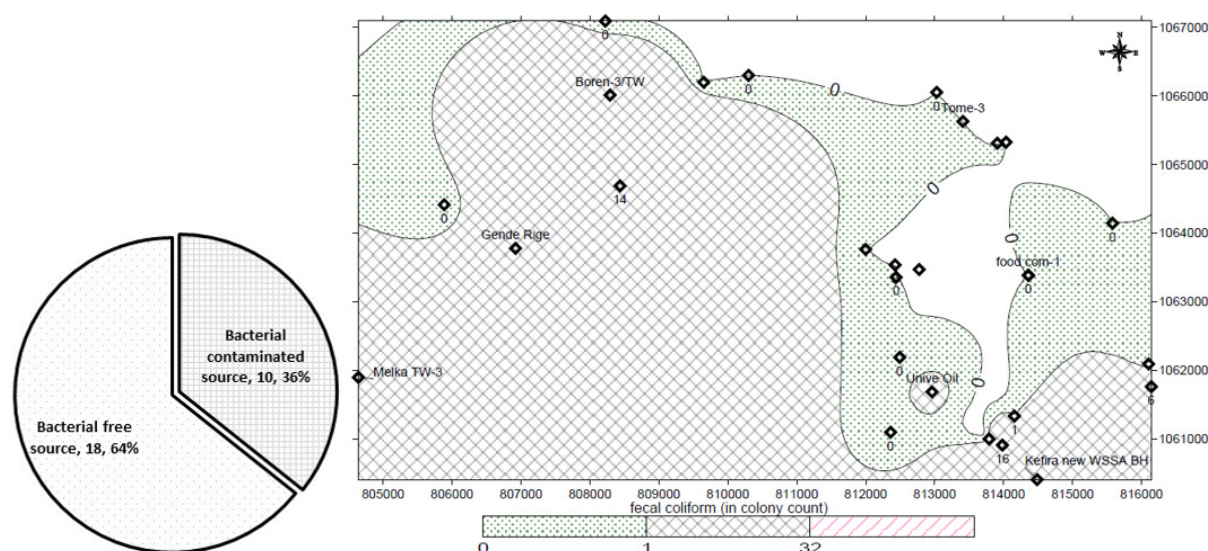 Bacterial
contaminated
source, 10, 36%
Bacterial free
source, 18, 64%
N
W E
S
0
Boren-3/TW
0
0
0
Tome-3
0
14
0
Gende Rige
0
0
food com-1
0
0
Melka TW-3
0
Unive Oil
0
6
0
1
16
Kefira new WSSA BH
1067000
1066000
1065000
1064000
1063000
1062000
1061000
805000 806000 807000 808000 809000 810000 811000 812000 813000 814000 815000 816000
fecal coliform (in colony count)
0 1 32